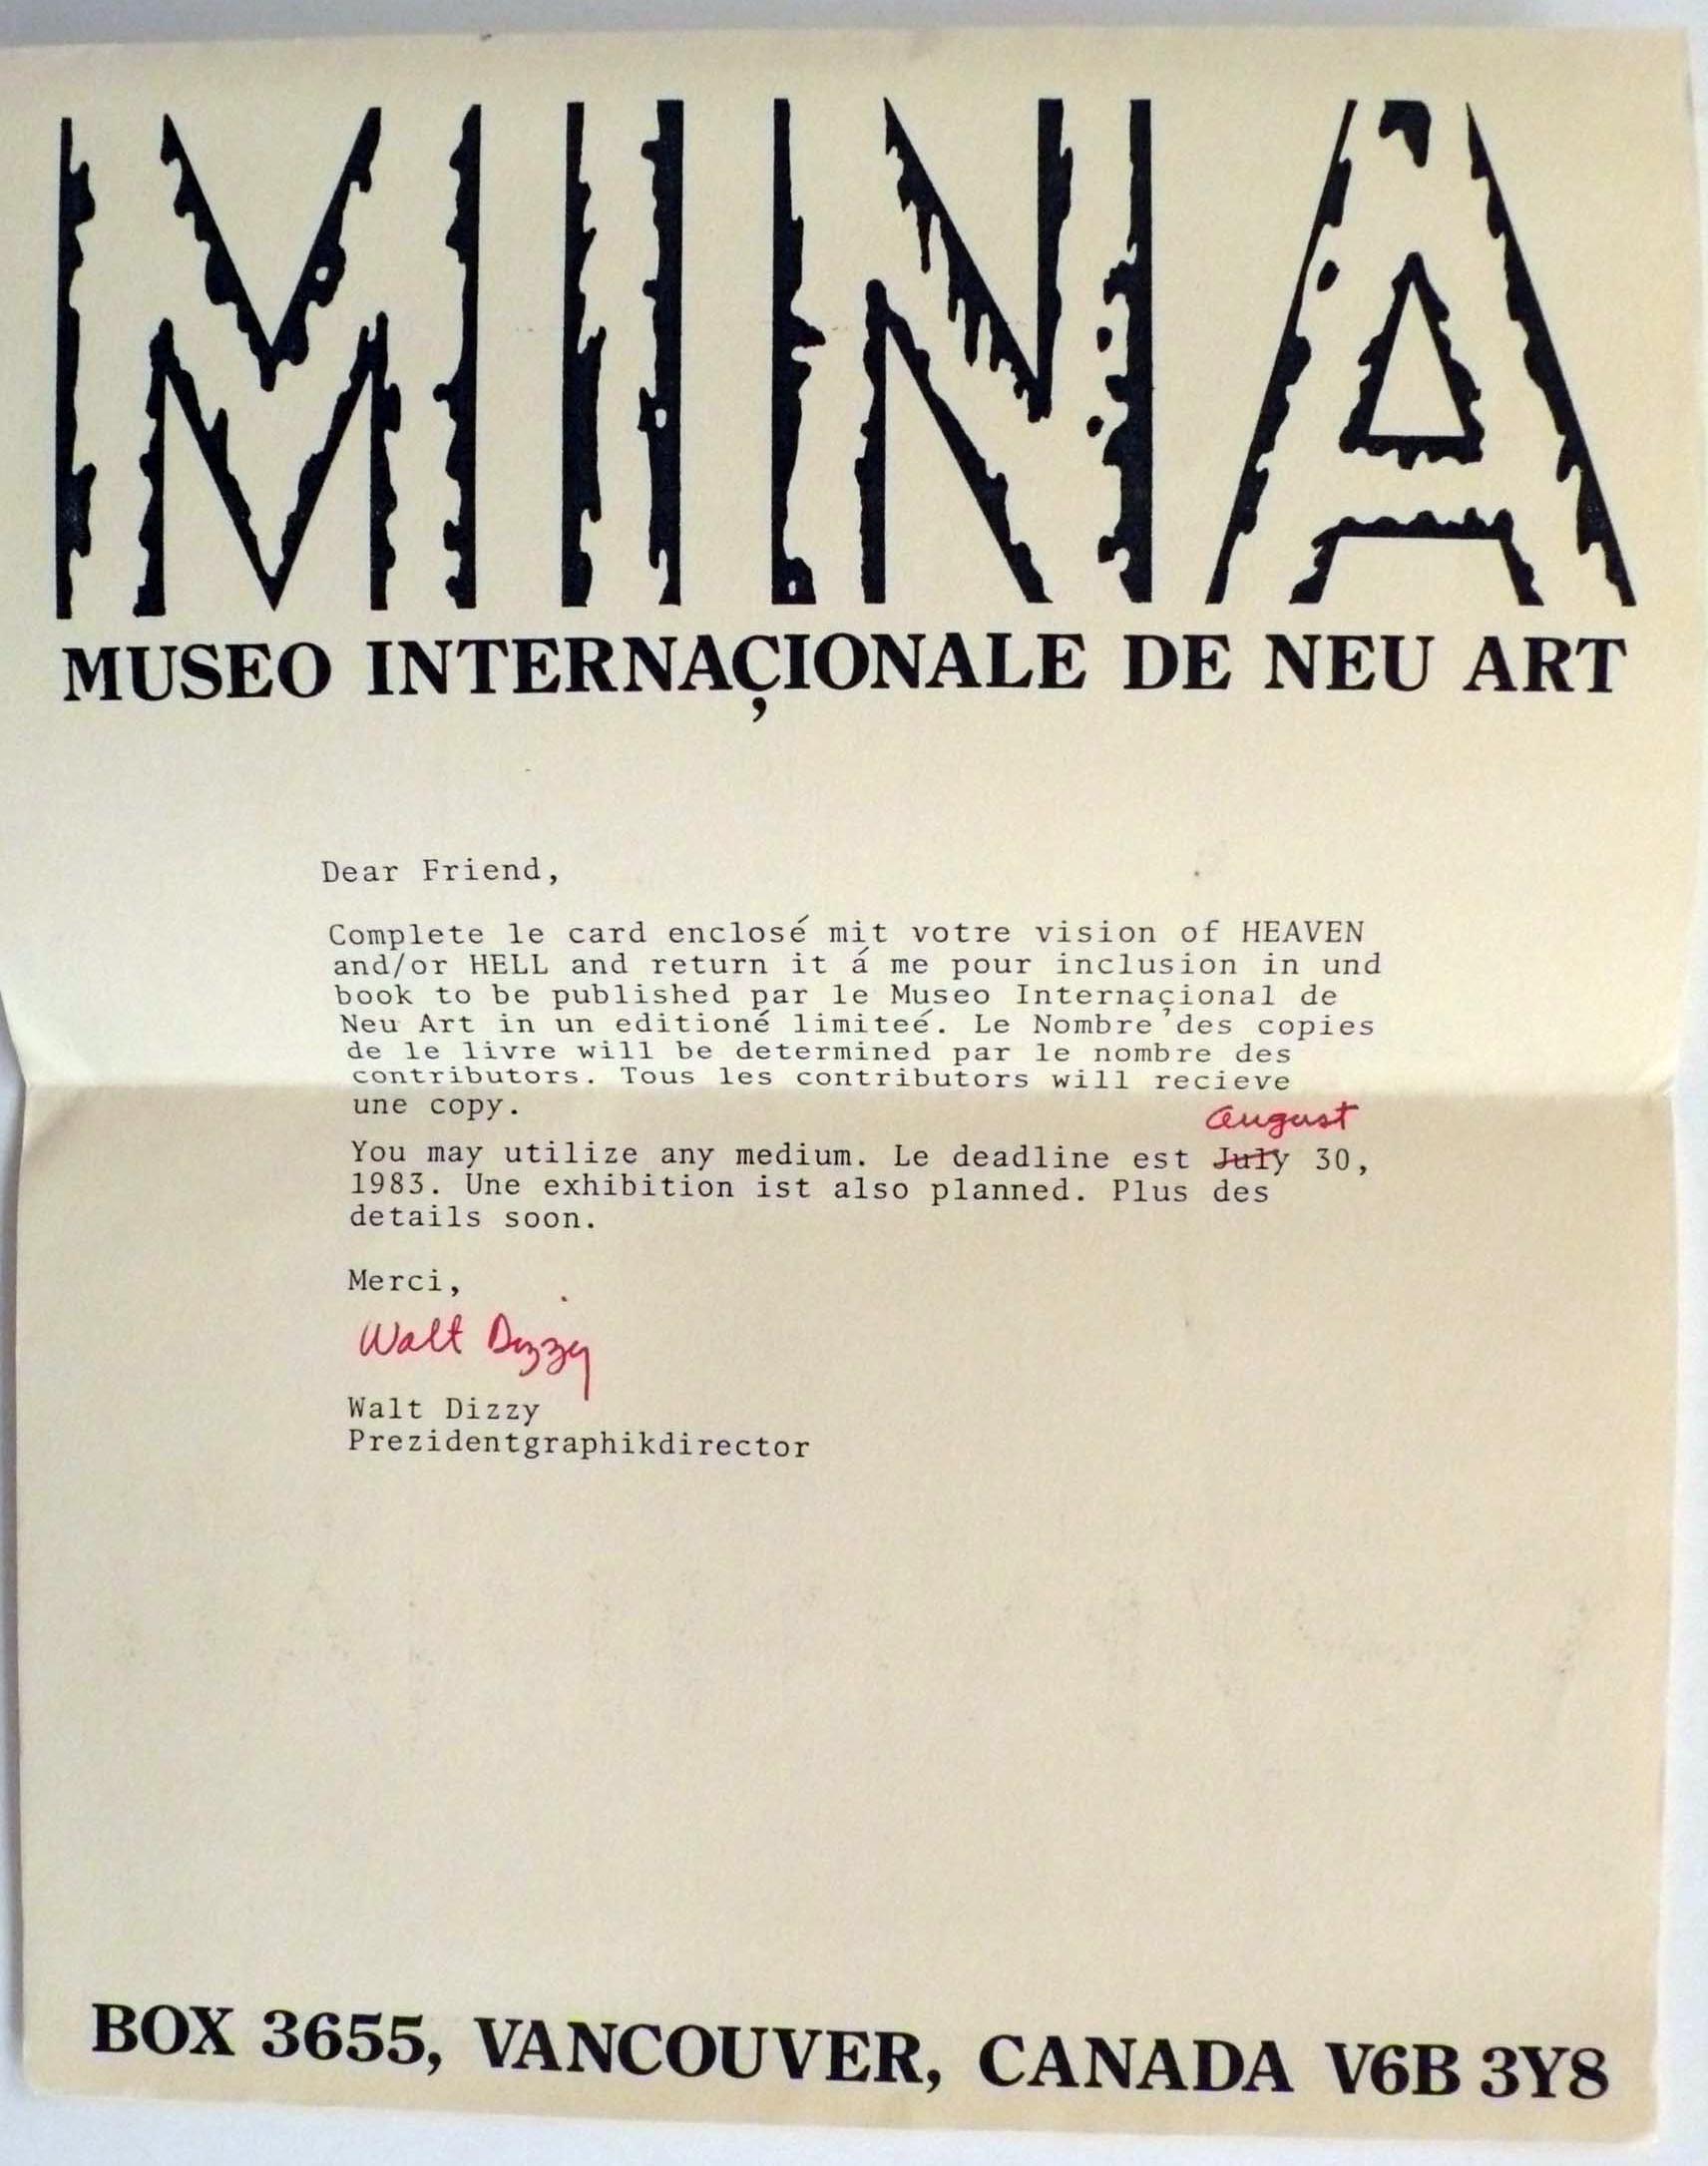 MINA
MUSEO INTERNAÇIONALE DE NEU ART
Dear Friend,
Complete le card enclosé mit votre vision of HEAVEN
and/or HELL and return it á me pour inclusion in und
book to be published par le Museo Internaçional de
Neu Art in un editioné limiteé. Le Nombre des copies
de le livre will be determined par le nombre des
contributors. Tous les contributors will recieve
une copy.
august
You may utilize any medium. Le deadline est July 30,
1983. Une exhibition ist also planned. Plus des
details soon.
Merci,
Walt Dizzy
Walt Dizzy
Prezidentgraphikdirector
BOX 3655, VANCOUVER, CANADA V6B 3Y8